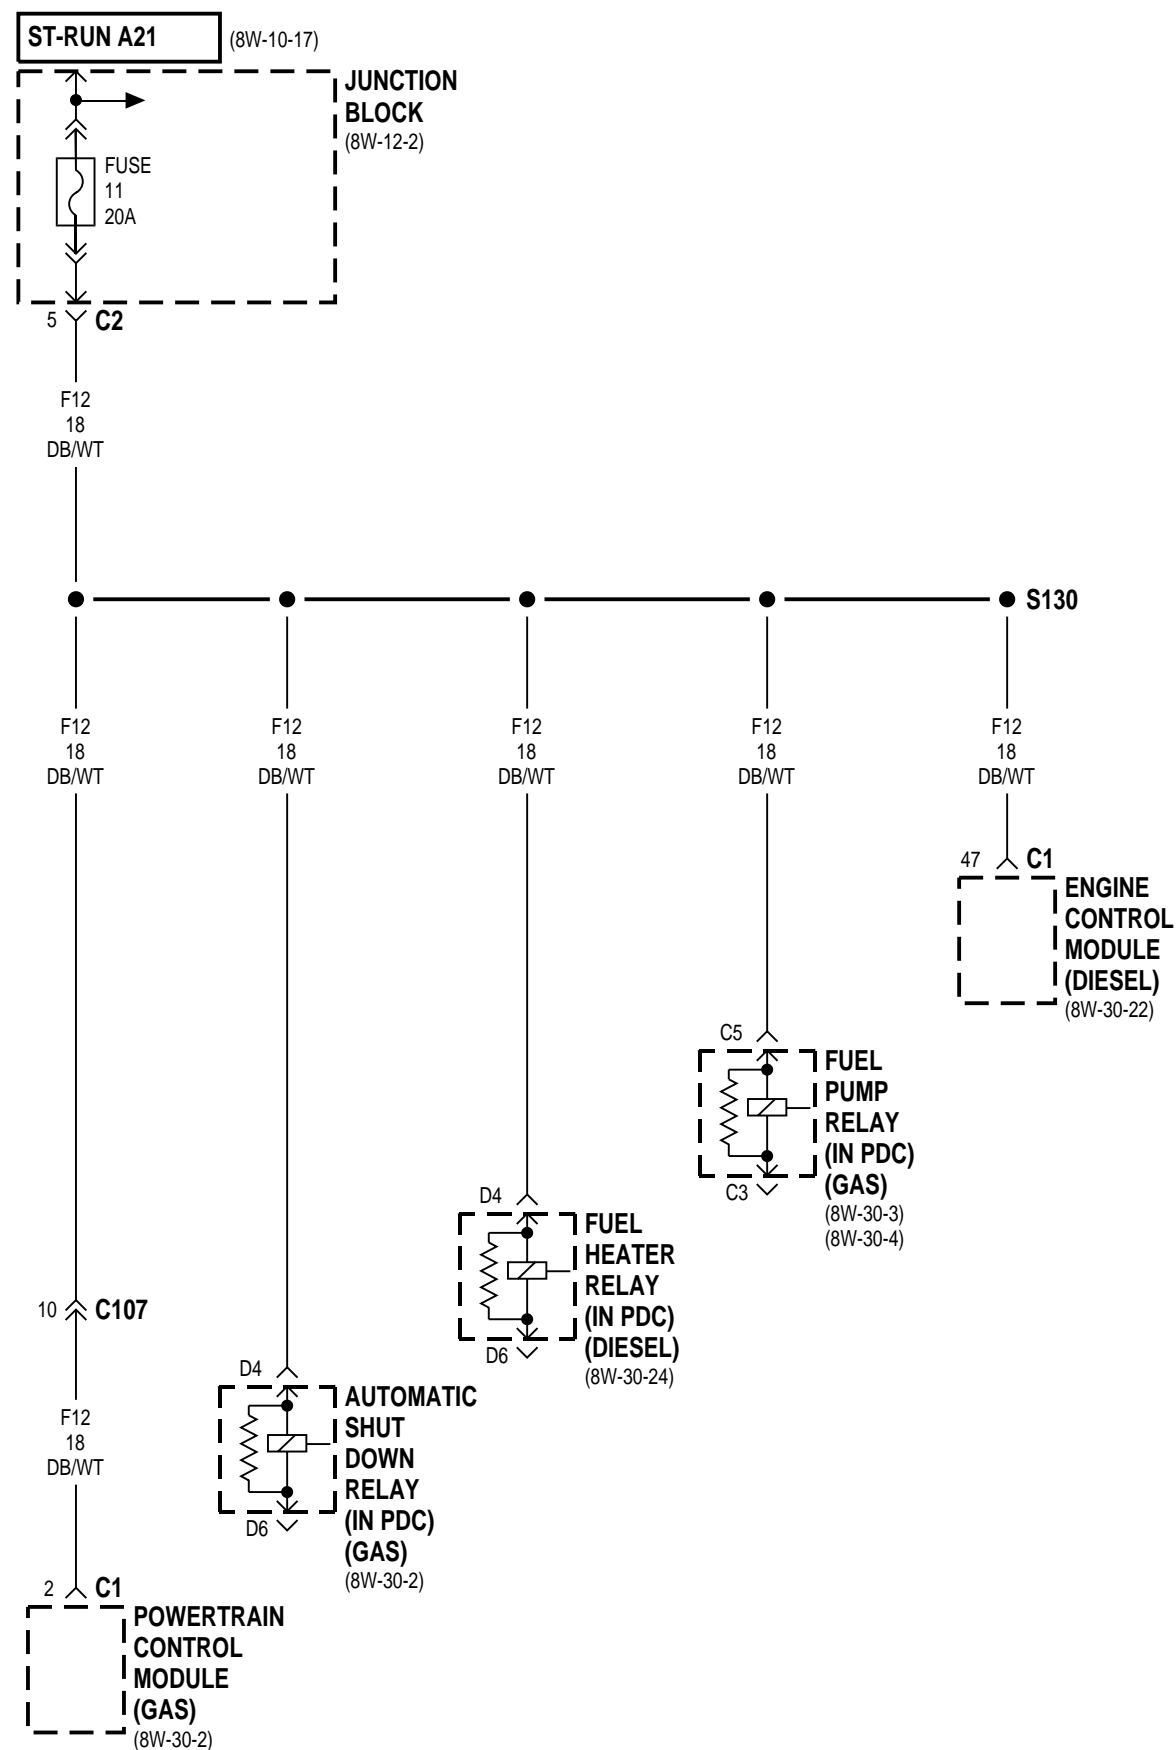 ST-RUN A21
(8W-10-17)
JUNCTION
BLOCK
(8W-12-2)
FUSE
11
20A
5
C2
F12
18
DB/WT
S130
F12
18
DB/WT
F12
18
DB/WT
F12
18
DB/WT
F12
18
DB/WT
F12
18
DB/WT
47
C1
ENGINE
CONTROL
MODULE
(DIESEL)
(8W-30-22)
C5
FUEL
PUMP
RELAY
(IN PDC)
(GAS)
(8W-30-3)
(8W-30-4)
C3
D4
FUEL
HEATER
RELAY
(IN PDC)
(DIESEL)
(8W-30-24)
D6
10
C107
D4
AUTOMATIC
SHUT
DOWN
RELAY
(IN PDC)
(GAS)
(8W-30-2)
D6
F12
18
DB/WT
2
C1
POWERTRAIN
CONTROL
MODULE
(GAS)
(8W-30-2)